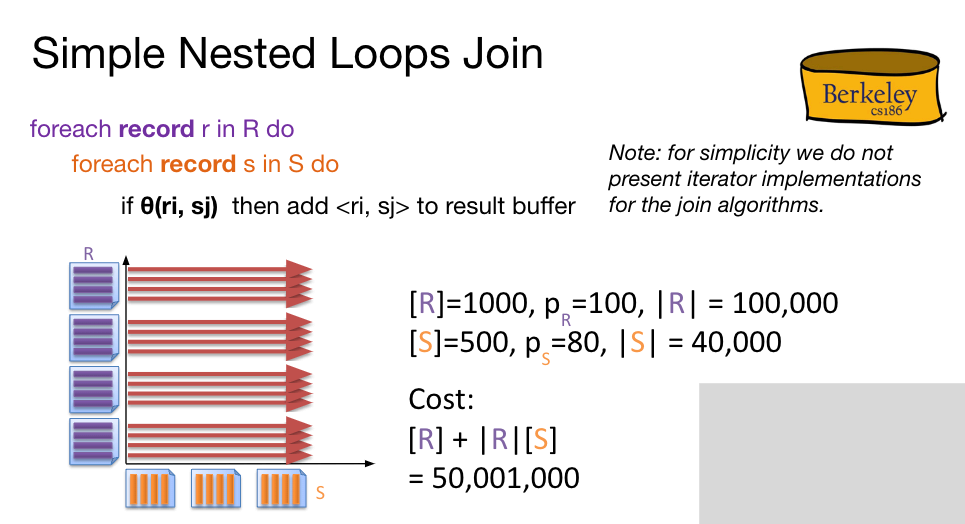 Simple Nested Loops Join
Berkeley
cs186
foreach record r in R do
foreach record s in S do
if θ(ri, sj) then add <ri, sj> to result buffer
Note: for simplicity we do not
present iterator implementations
for the join algorithms.
R
S
[R]=1000, pR=100, |R| = 100,000
[S]=500, pS=80, |S| = 40,000
Cost:
[R] + |R|[S]
= 50,001,000